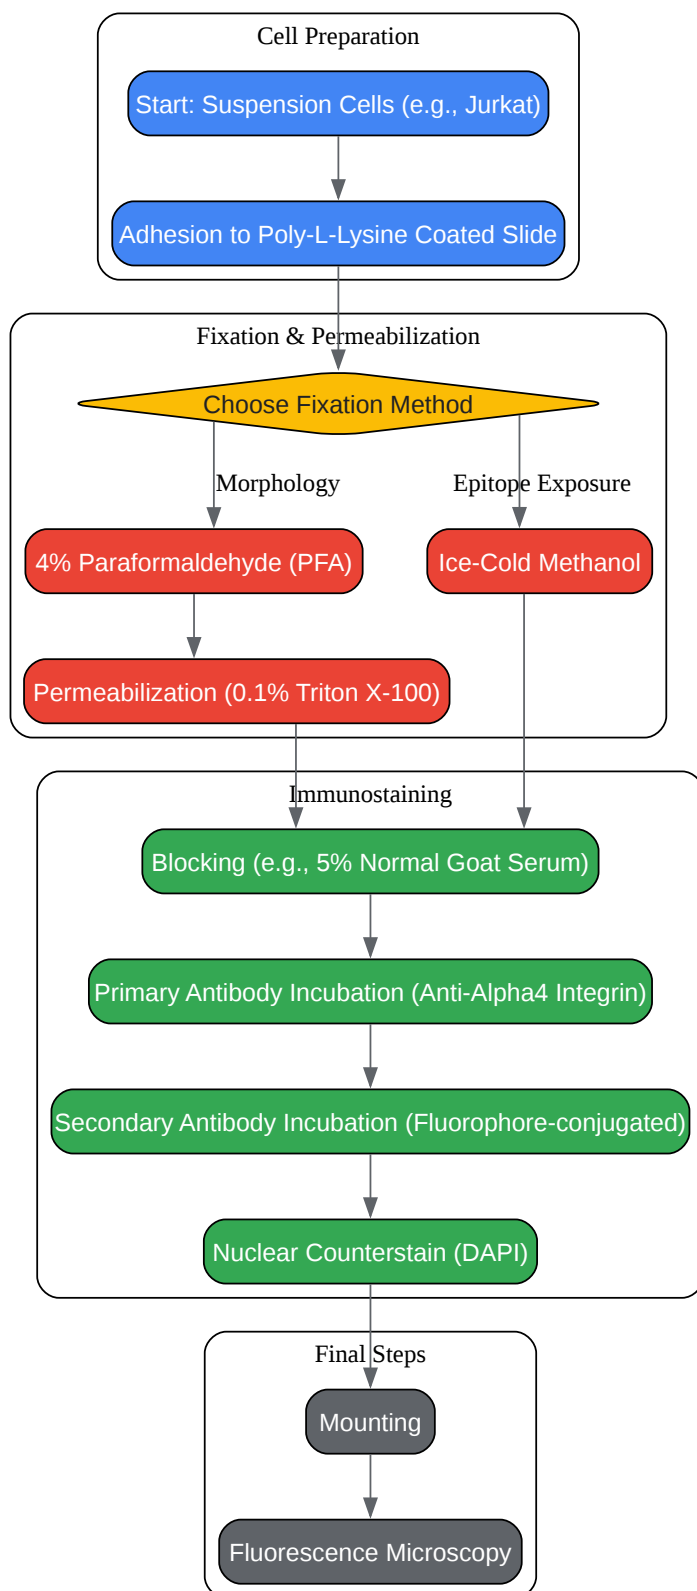 Cell Preparation
Start: Suspension Cells (e.g., Jurkat)
Adhesion to Poly-L-Lysine Coated Slide
Fixation & Permeabilization
Choose Fixation Method
Morphology
Epitope Exposure
4% Paraformaldehyde (PFA)
Ice-Cold Methanol
Permeabilization (0.1% Triton X-100)
Immunostaining
Blocking (e.g., 5% Normal Goat Serum)
Primary Antibody Incubation (Anti-Alpha4 Integrin)
Secondary Antibody Incubation (Fluorophore-conjugated)
Nuclear Counterstain (DAPI)
Final Steps
Mounting
Fluorescence Microscopy